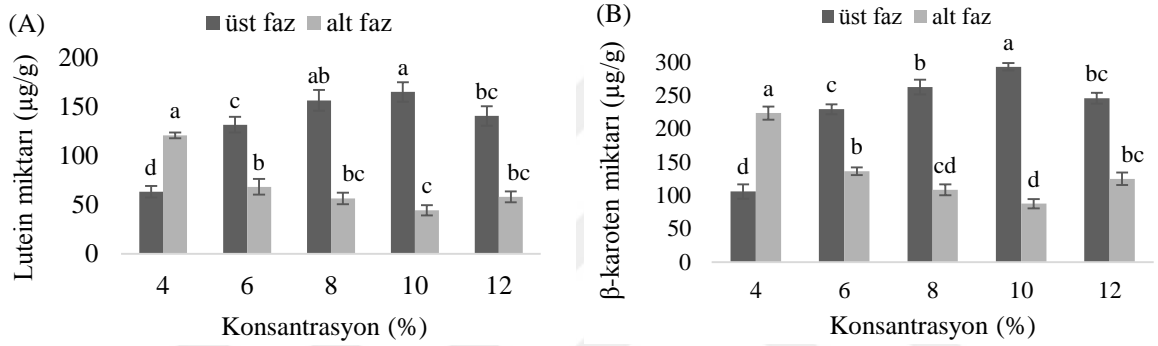 (A)
üst faz alt faz
Lutein miktarı (µg/g)
200
150
100
50
0
d a c b ab bc a c bc bc
4 6 8 10 12
Konsantrasyon (%)
(B)
üst faz alt faz
β-karoten miktarı (µg/g)
300
250
200
150
100
50
0
d a c b b cd a d bc bc
4 6 8 10 12
Konsantrasyon (%)